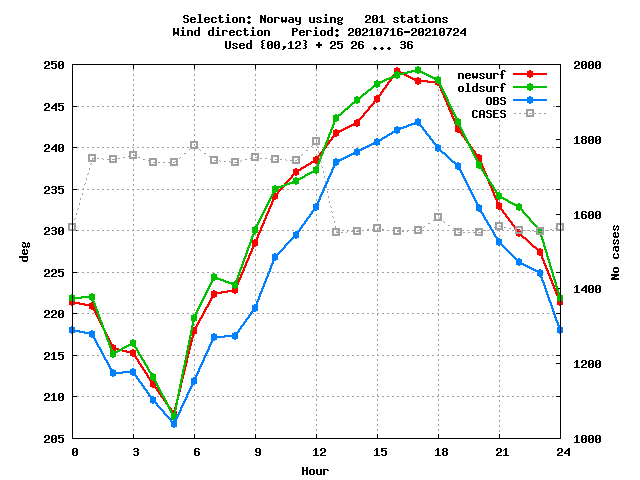 Selection: Norway using   201 stations
Wind direction   Period: 20210716-20210724
Used {00,12} + 25 26 ... 36
newsurf
oldsurf
OBS
CASES
250
245
240
235
230
225
220
215
210
205
deg
2000
1800
1600
1400
1200
1000
No cases
0 3 6 9 12 15 18 21 24
Hour